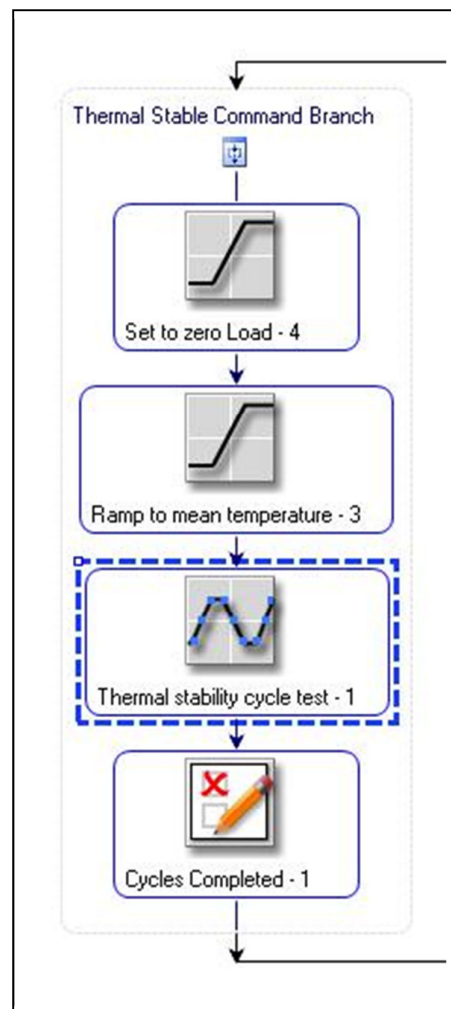 Thermal Stable Command Branch
Set to zero Load - 4
Ramp to mean temperature - 3
Thermal stability cycle test - 1
Cycles Completed - 1